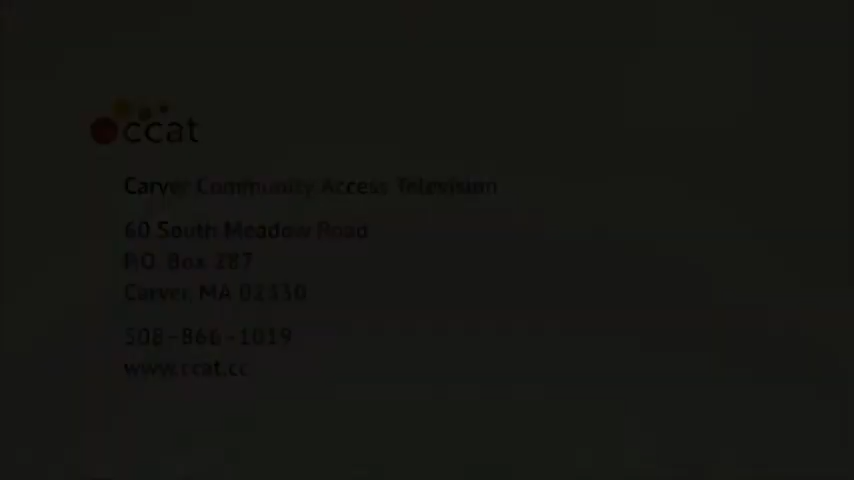 ccat
Carver Community Access Television
60 South Meadow Road
P.O. Box 287
Carver MA 02330
508-866-1019
www.ccat.cc